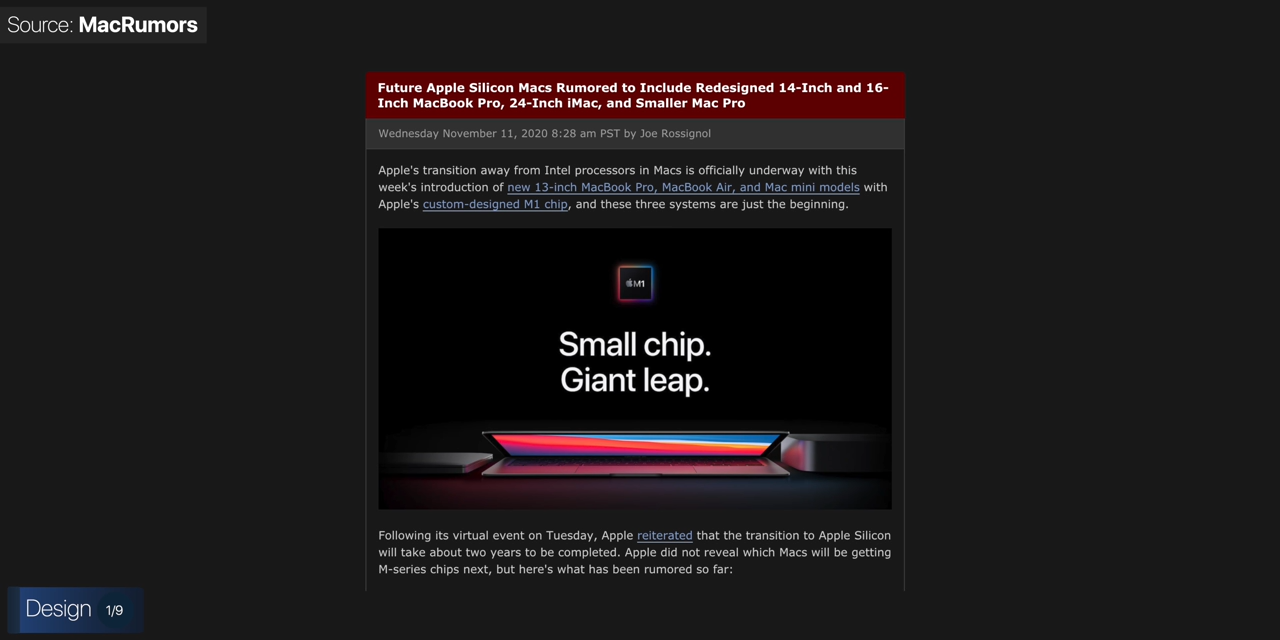 Source: MacRumors
Future Apple Silicon Macs Rumored to Include Redesigned 14-Inch and 16-
Inch MacBook Pro, 24-Inch iMac, and Smaller Mac Pro
Wednesday November 11, 2020 8:28 am PST by Joe Rossignol
Apple's transition away from Intel processors in Macs is officially underway with this
week's introduction of new 13-inch MacBook Pro, MacBook Air, and Mac mini models with
Apple's custom-designed M1 chip, and these three systems are just the beginning.
M1
Small chip.
Giant leap.
Following its virtual event on Tuesday, Apple reiterated that the transition to Apple Silicon
will take about two years to be completed. Apple did not reveal which Macs will be getting
M-series chips next, but here's what has been rumored so far:
Design 1/9